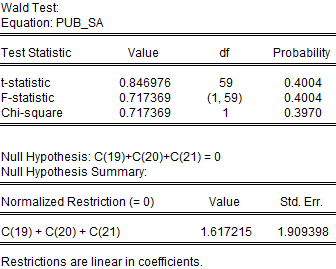 Wald Test:
Equation: PUB_SA
Test Statistic Value df Probability
t-statistic 0.846976 59 0.4004
F-statistic 0.717369 (1, 59) 0.4004
Chi-square 0.717369 1 0.3970
Null Hypothesis: C(19)+C(20)+C(21) = 0
Null Hypothesis Summary:
Normalized Restriction (= 0) Value Std. Err.
C(19) + C(20) + C(21) 1.617215 1.909398
Restrictions are linear in coefficients.